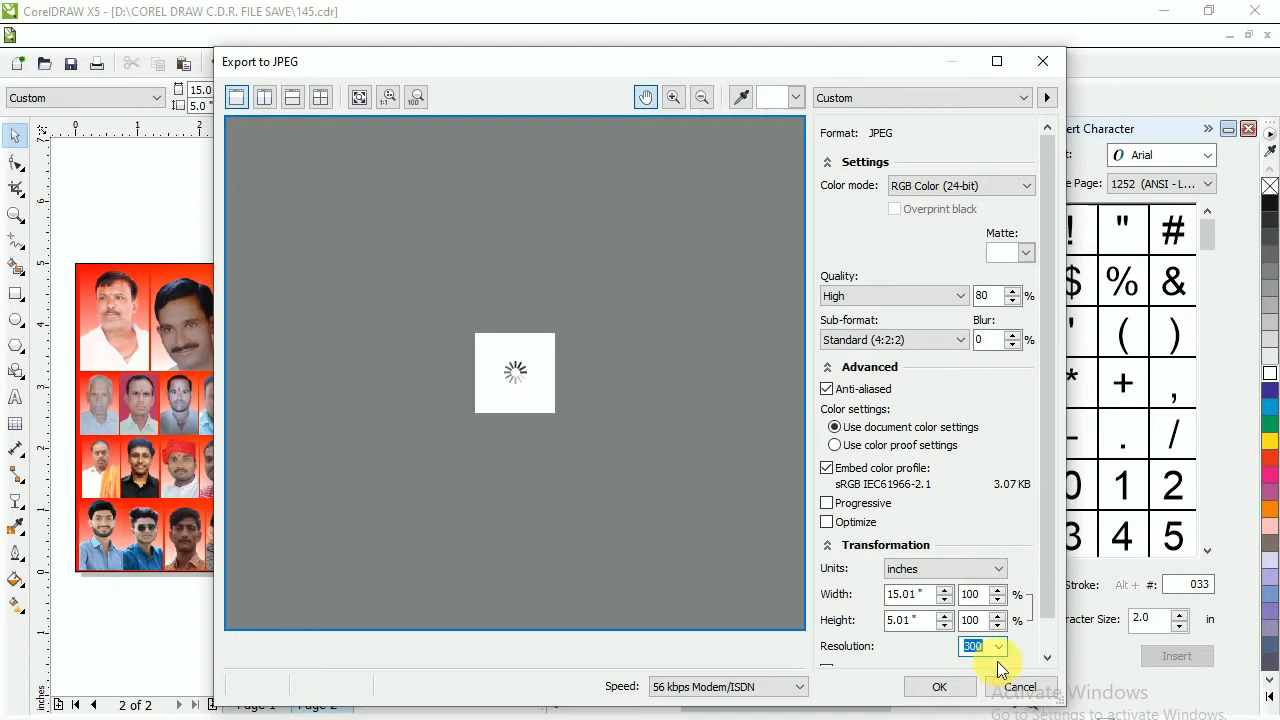 CorelDRAW X5 - [D:\COREL DRAW C.D.R. FILE SAVE\145.cdr]
Export to JPEG
Custom
15.0
5.0 "
1:1
100
Custom
0 1 2
Format: JPEG
Settings
Color mode: RGB Color (24-bit)
Overprint black
Matte:
Quality:
High 80 %
Sub-format: Blur:
Standard (4:2:2) 0 %
Advanced
Anti-aliased
Color settings:
Use document color settings
Use color proof settings
Embed color profile:
sRGB IEC61966-2.1 3.07 KB
Progressive
Optimize
Transformation
Units: inches
Width: 15.01 " 100 %
Height: 5.01 " 100 %
Resolution: 300
Speed: 56 kbps Modem/ISDN OK Cancel
ert Character
t: Arial
e Page: 1252 (ANSI - L...
! " #
$ % &
' ( )
* + ,
- . /
0 1 2
3 4 5
Stroke: Alt + #: 033
racter Size: 2.0 in
Insert
inches
2 of 2 Page 1 Page 2
Activate Windows
Go to Settings to activate Windows.